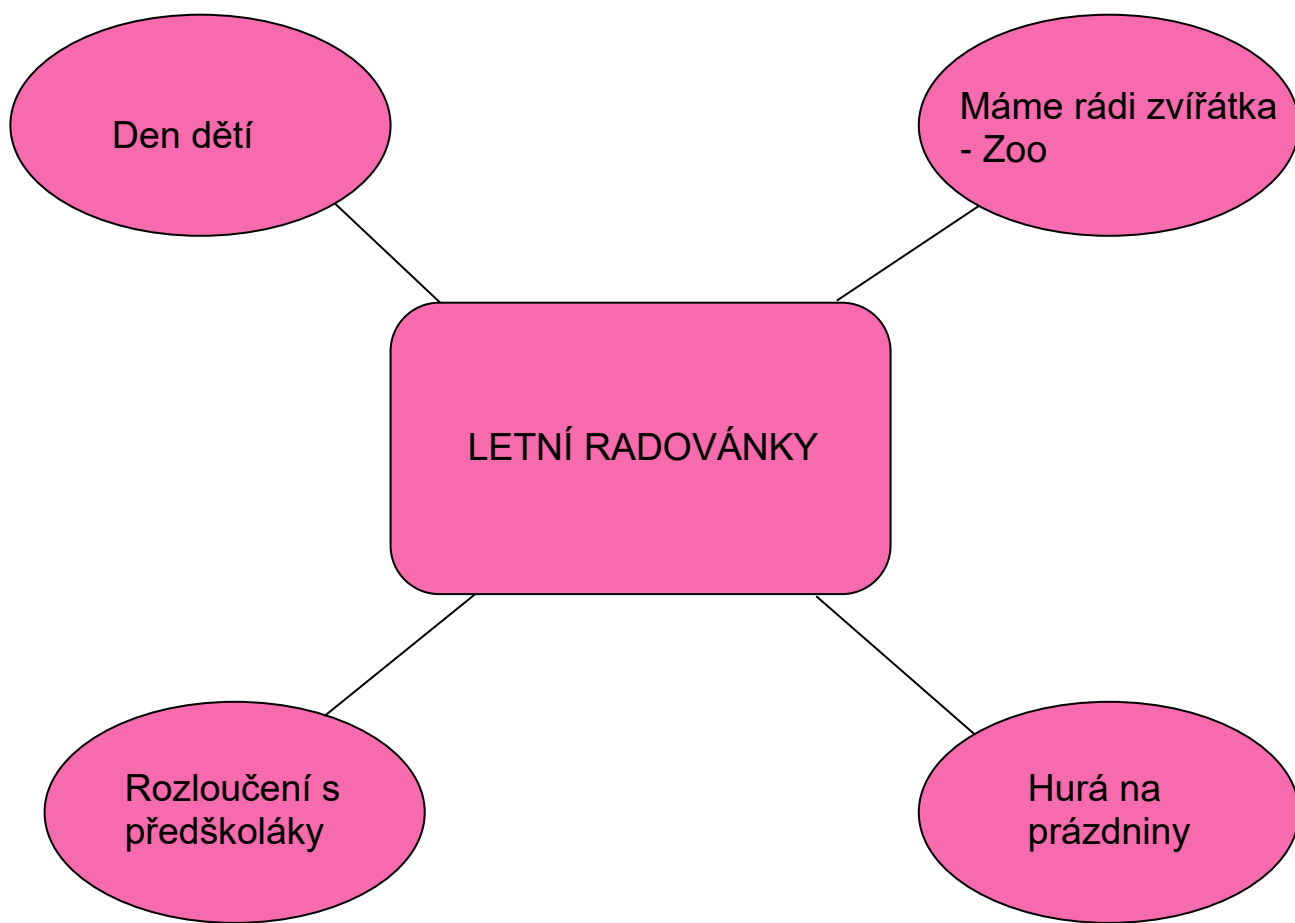 Den dětí
Máme rádi zvířátka
- Zoo
LETNÍ RADOVÁNKY
Rozloučení s
předškoláky
Hurá na
prázdniny